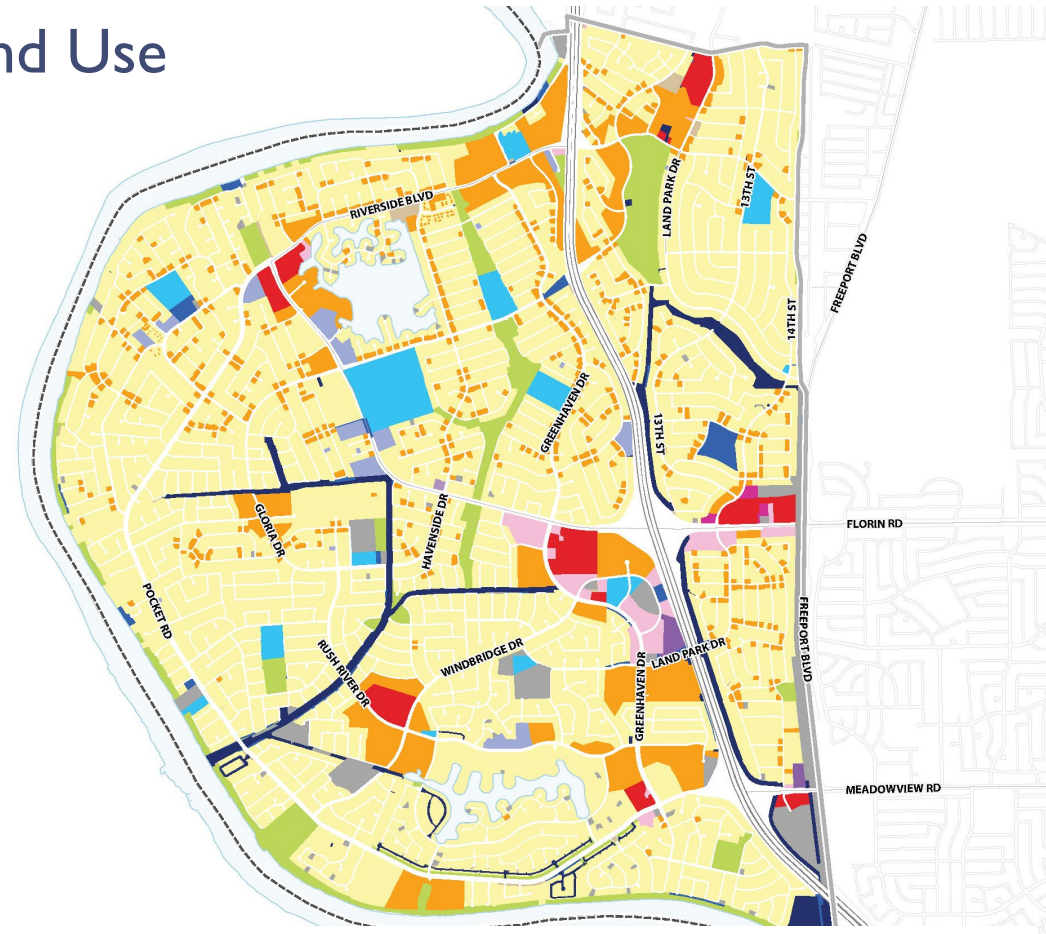 nd Use
RIVERSIDE BLVD
LAND PARK DR
13TH ST
FREEPORT BLVD
14TH ST
GREENHAVEN DR
13TH ST
GLORIA DR
HAVENSIDE DR
FLORIN RD
POCKET RD
RUSH RIVER DR
WINDBRIDGE DR
GREENHAVEN DR
LAND PARK DR
FREEPORT BLVD
MEADOWVIEW RD